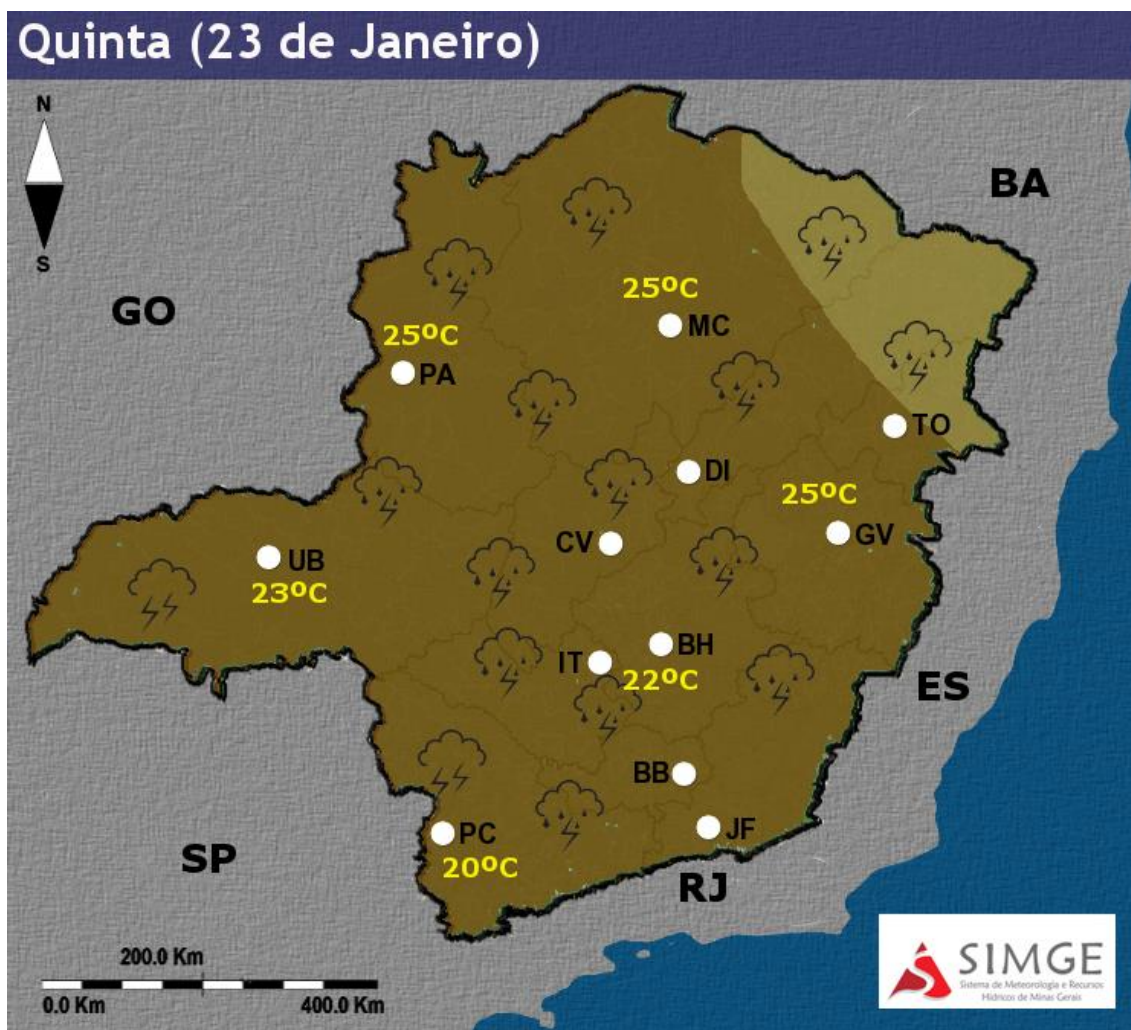 Quinta (23 de Janeiro)
N
S
BA
GO
25ºC
MC
25ºC
PA
TO
DI
25ºC
GV
CV
UB
23ºC
BH
IT
22ºC
ES
BB
JF
PC
20ºC
SP
RJ
200.0 Km
0.0 Km
400.0 Km
SIMGE
Sistema de Meteorologia e Recursos
Hídricos de Minas Gerais